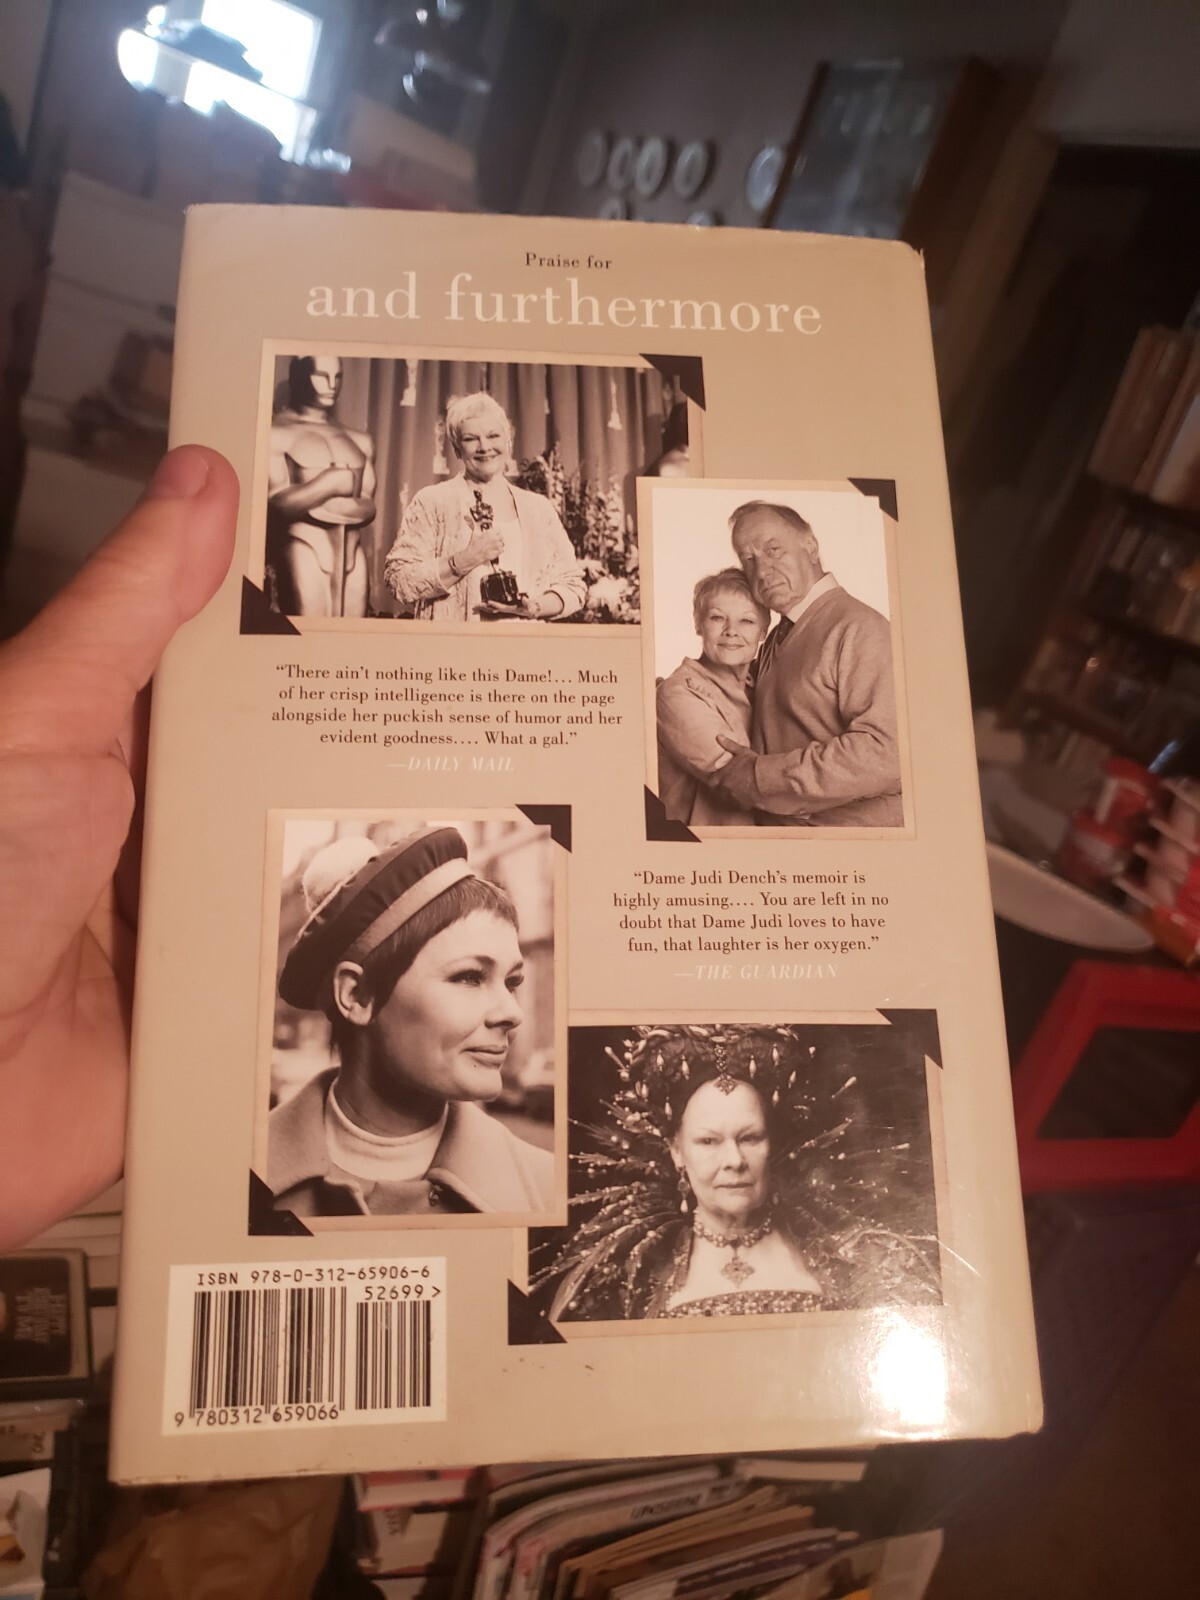 Praise for
and furthermore
“There ain’t nothing like this Dame!... Much
of her crisp intelligence is there on the page
alongside her puckish sense of humor and her
evident goodness.... What a gal.”
—DAILY MAIL
“Dame Judi Dench’s memoir is
highly amusing.... You are left in no
doubt that Dame Judi loves to have
fun, that laughter is her oxygen.”
—THE GUARDIAN
ISBN 978-0-312-65906-6
52699>
9 780312 659066